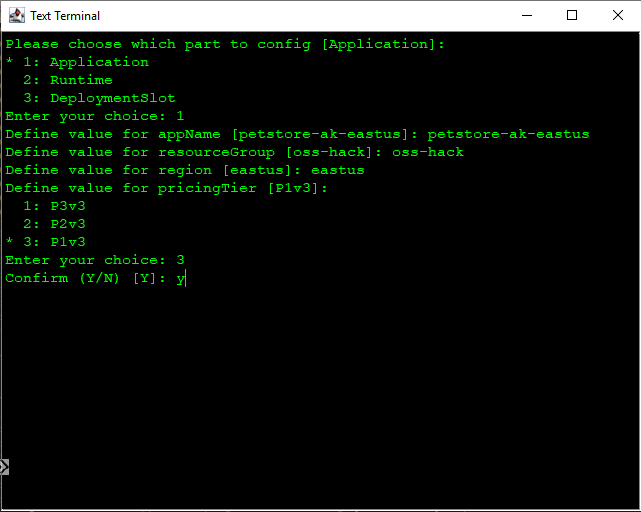 Text Terminal
Please choose which part to config [Application]:
* 1: Application
  2: Runtime
  3: DeploymentSlot
Enter your choice: 1
Define value for appName [petstore-ak-eastus]: petstore-ak-eastus
Define value for resourceGroup [oss-hack]: oss-hack
Define value for region [eastus]: eastus
Define value for pricingTier [P1v3]:
  1: P3v3
  2: P2v3
* 3: P1v3
Enter your choice: 3
Confirm (Y/N) [Y]: y